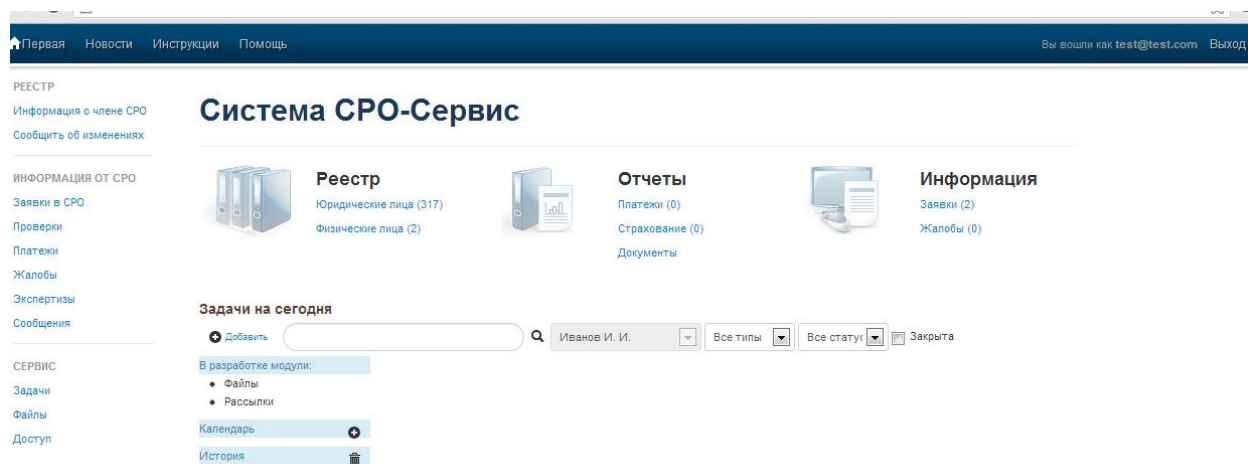 Первая Новости Инструкции Помощь Вы вошли как test@test.com Выход
РЕЕСТР
Информация о члене СРО
Сообщить об изменениях
ИНФОРМАЦИЯ ОТ СРО
Заявки в СРО
Проверки
Платежи
Жалобы
Экспертизы
Сообщения
СЕРВИС
Задачи
Файлы
Доступ
Система СРО-Сервис
Реестр
Юридические лица (317)
Физические лица (2)
Отчеты
Платежи (0)
Страхование (0)
Документы
Информация
Заявки (2)
Жалобы (0)
Задачи на сегодня
Добавить Иванов И. И. Все типы Все статус Закрыта
В разработке модули:
• Файлы
• Рассылки
Календарь
История